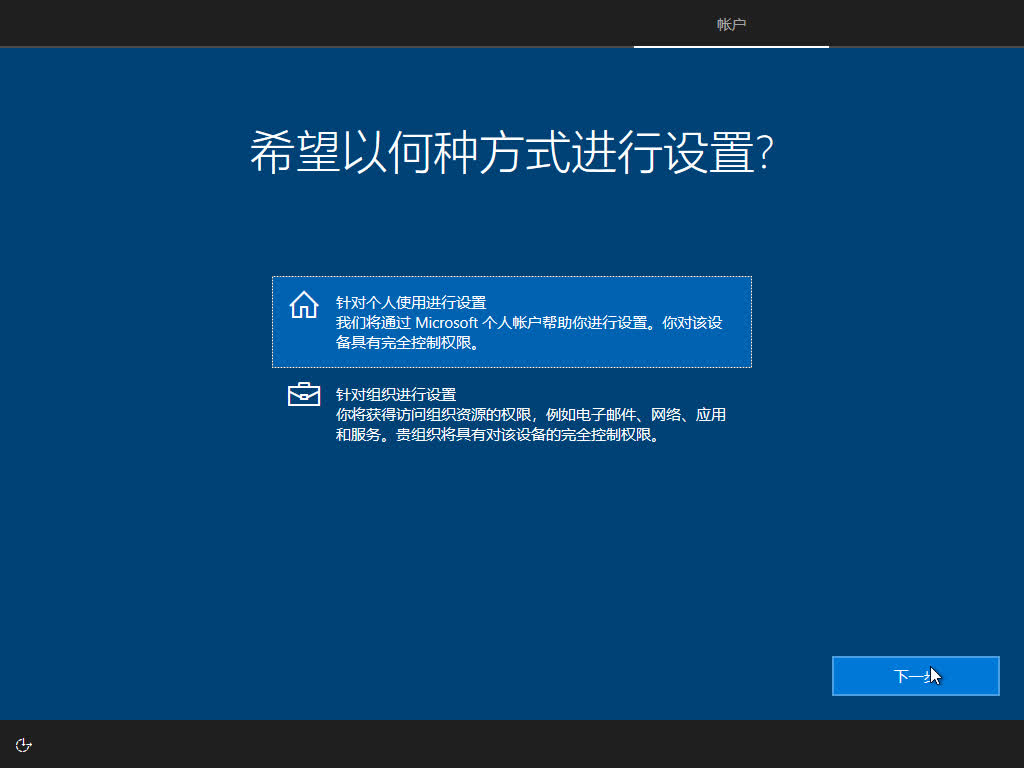 帐户
希望以何种方式进行设置?
针对个人使用进行设置
我们将通过 Microsoft 个人帐户帮助你进行设置。你对该设
备具有完全控制权限。
针对组织进行设置
你将获得访问组织资源的权限，例如电子邮件、网络、应用
和服务。贵组织将具有对该设备的完全控制权限。
下一步